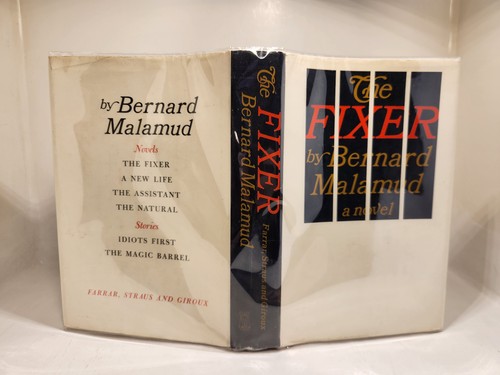 by Bernard
Malamud
Novels
THE FIXER
A NEW LIFE
THE ASSISTANT
THE NATURAL
Stories
IDIOTS FIRST
THE MAGIC BARREL
FARRAR, STRAUS AND GIROUX
The FIXER
Bernard Malamud
Farrar, Straus and Giroux
The
FIXER
by Bernard
Malamud
a novel